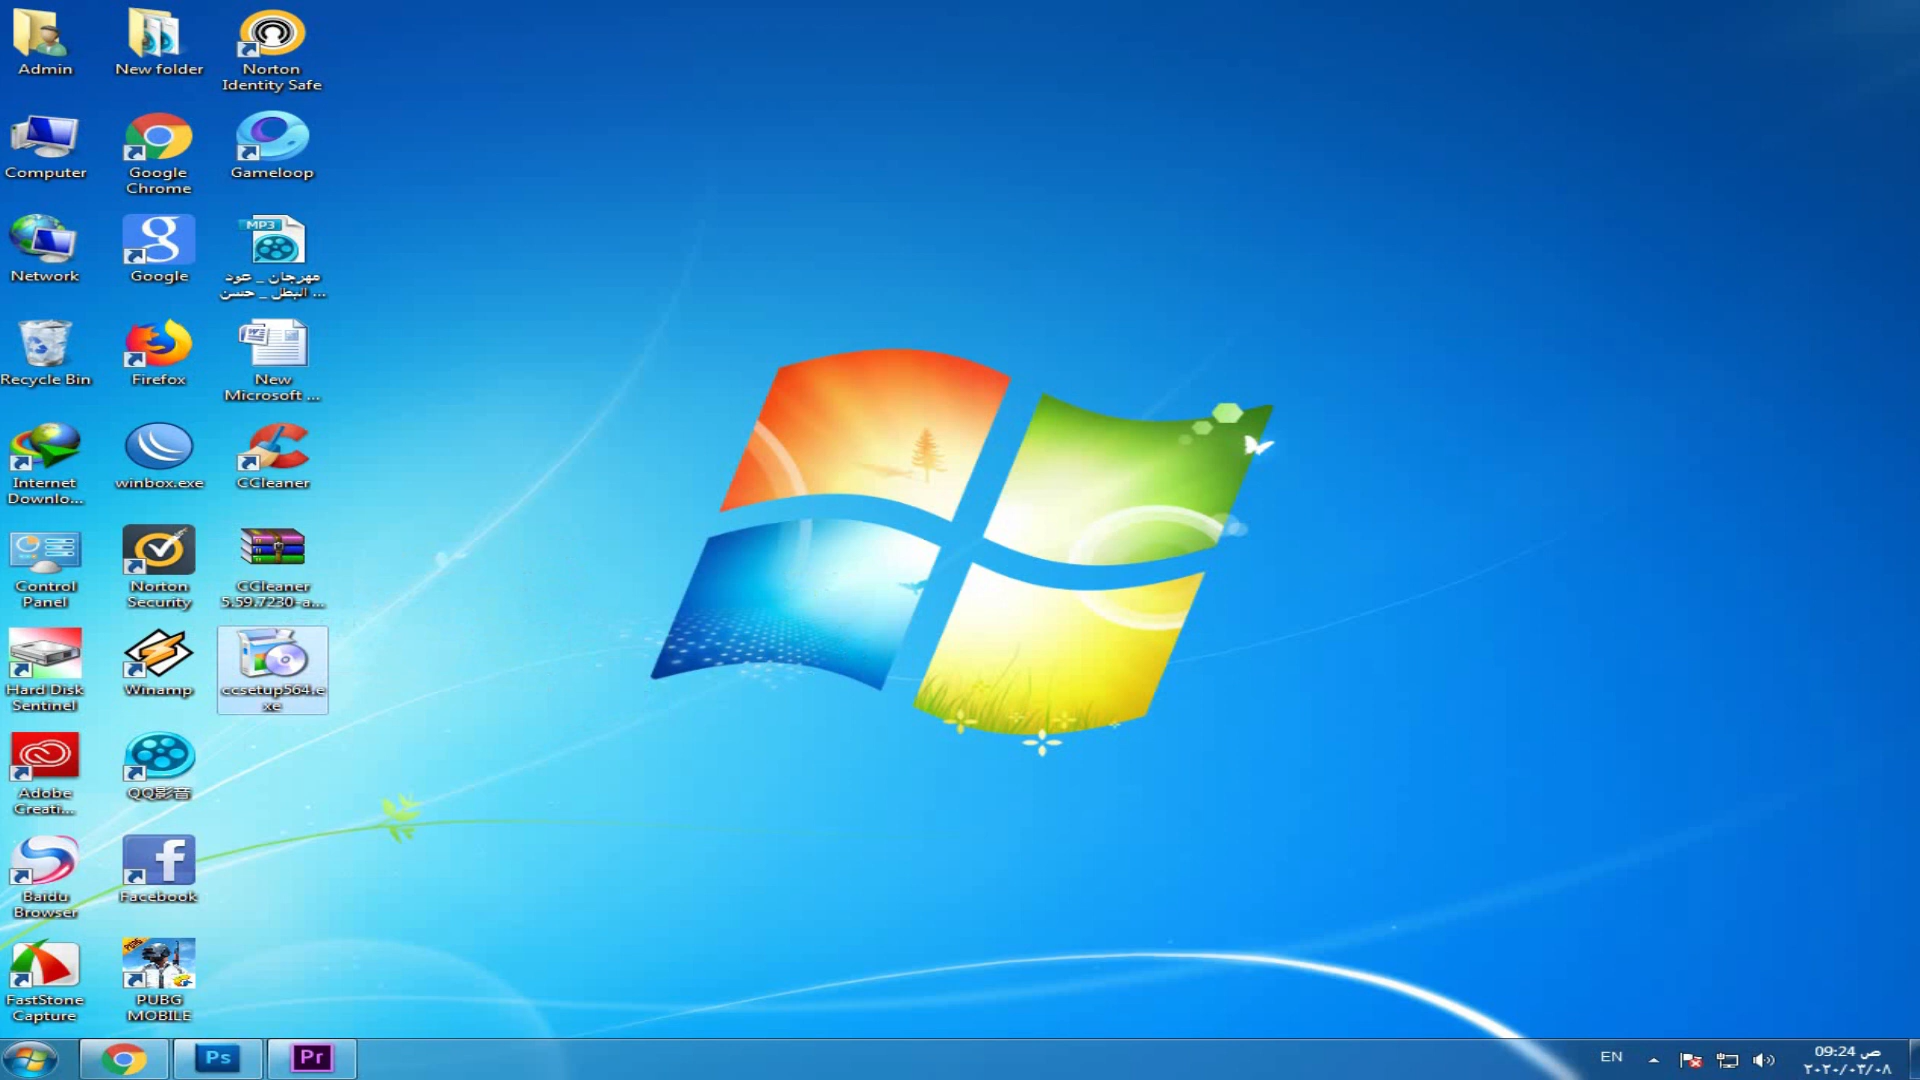 Admin
New folder
Norton
Identity Safe
Computer
Google
Chrome
Gameloop
Network
g
Google
MP3
مهرجان _ عود
البطل _ حسن ...
Recycle Bin
Firefox
W
New
Microsoft ...
Internet
Downlo...
winbox.exe
CCleaner
Control
Panel
Norton
Security
CCleaner
5.59.7230-a...
Hard Disk
Sentinel
Winamp
ccsetup564.e
xe
Adobe
Creati...
QQ影音
Baidu
Browser
f
Facebook
FastStone
Capture
PUBG
PUBG
MOBILE
Ps
Pr
EN
09:24 ص
٢٠٢٠/٠٣/٠٨